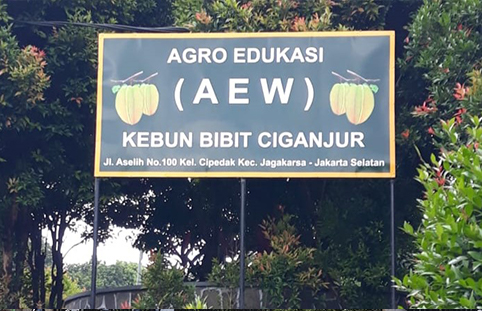 AGRO EDUKASI
( A E W )
KEBUN BIBIT CIGANJUR
Jl. Aselih No.100 Kel. Cipedak Kec. Jagakarsa - Jakarta Selatan